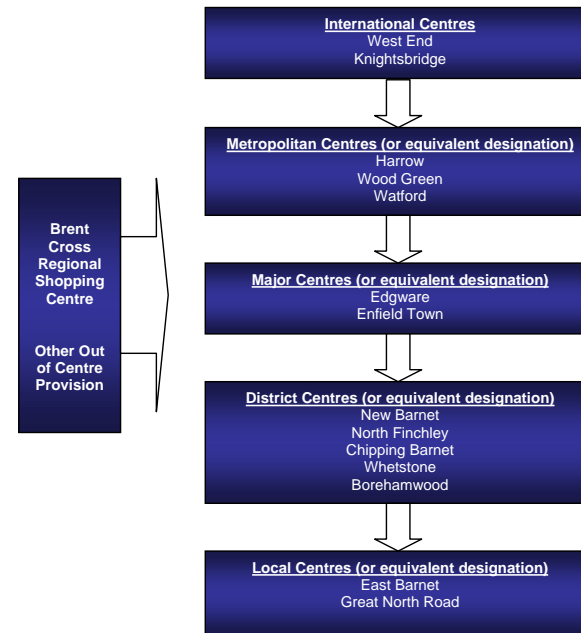 International Centres
West End
Knightsbridge
Metropolitan Centres (or equivalent designation)
Harrow
Wood Green
Watford
Brent
Cross
Regional
Shopping
Centre
Other Out
of Centre
Provision
Major Centres (or equivalent designation)
Edgware
Enfield Town
District Centres (or equivalent designation)
New Barnet
North Finchley
Chipping Barnet
Whetstone
Borehamwood
Local Centres (or equivalent designation)
East Barnet
Great North Road